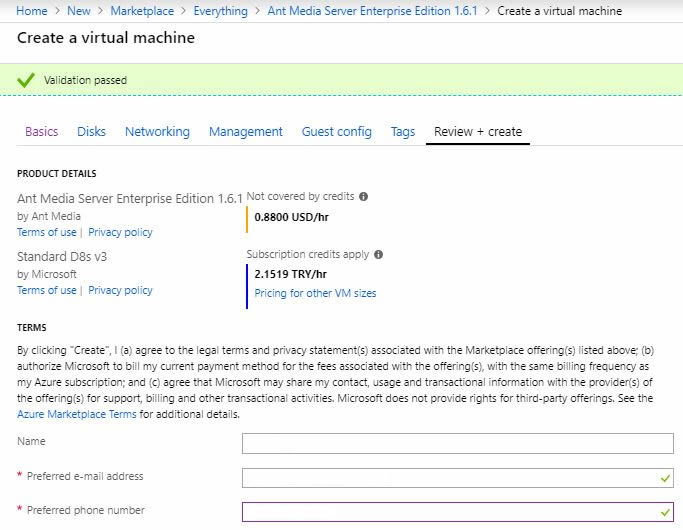 Home > New > Marketplace > Everything > Ant Media Server Enterprise Edition 1.6.1 > Create a virtual machine
Create a virtual machine
Validation passed
Basics Disks Networking Management Guest config Tags Review + create
PRODUCT DETAILS
Ant Media Server Enterprise Edition 1.6.1 Not covered by credits
by Ant Media 0.8800 USD/hr
Terms of use | Privacy policy
Standard D8s v3 Subscription credits apply
by Microsoft 2.1519 TRY/hr
Terms of use | Privacy policy Pricing for other VM sizes
TERMS
By clicking "Create", I (a) agree to the legal terms and privacy statement(s) associated with the Marketplace offering(s) listed above; (b)
authorize Microsoft to bill my current payment method for the fees associated with the offering(s), with the same billing frequency as
my Azure subscription; and (c) agree that Microsoft may share my contact, usage and transactional information with the provider(s) of
the offering(s) for support, billing and other transactional activities. Microsoft does not provide rights for third-party offerings. See the
Azure Marketplace Terms for additional details.
Name
* Preferred e-mail address
* Preferred phone number